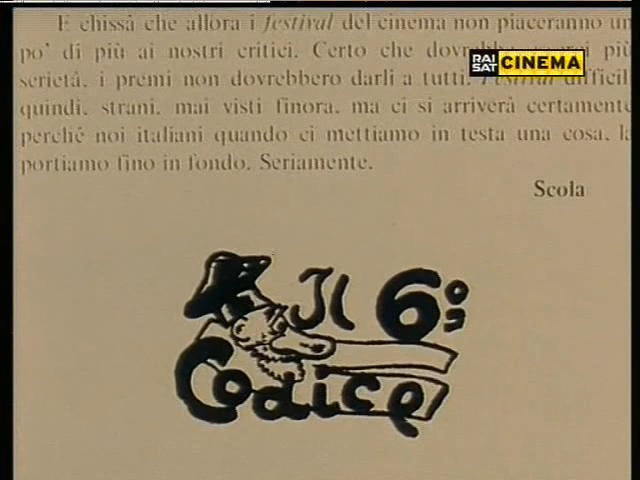 E chissà che allora i festival del cinema non piaceranno un
po' di più ai nostri critici. Certo che
più
serietà, i premi non dovrebbero darli a tutti. Festival difficili
quindi, strani, mai visti finora, ma ci si arriverà certamente
perché noi italiani quando ci mettiamo in testa una cosa, la
portiamo fino in fondo. Seriamente.
Scola
RAI
SAT
CINEMA
Il 6°
Codice